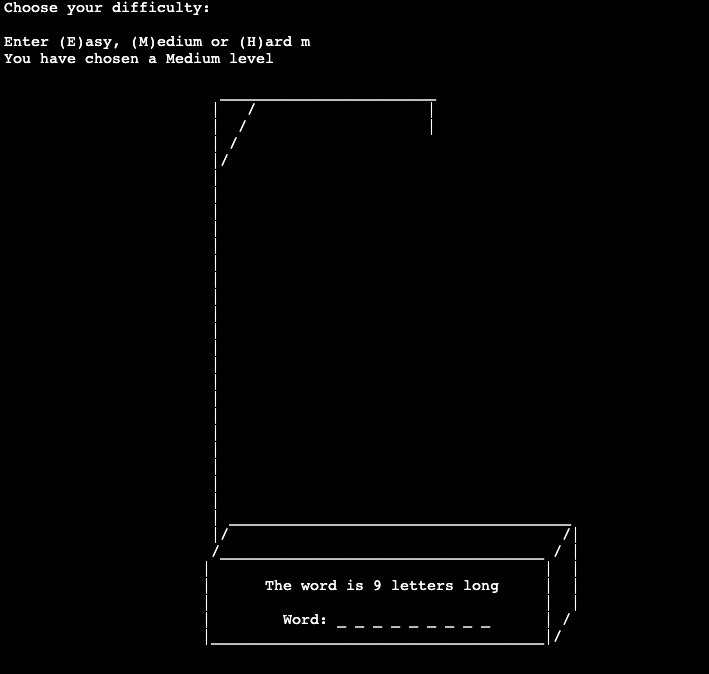 Choose your difficulty:
Enter (E)asy, (M)edium or (H)ard m
You have chosen a Medium level
The word is 9 letters long
Word: _ _ _ _ _ _ _ _ _